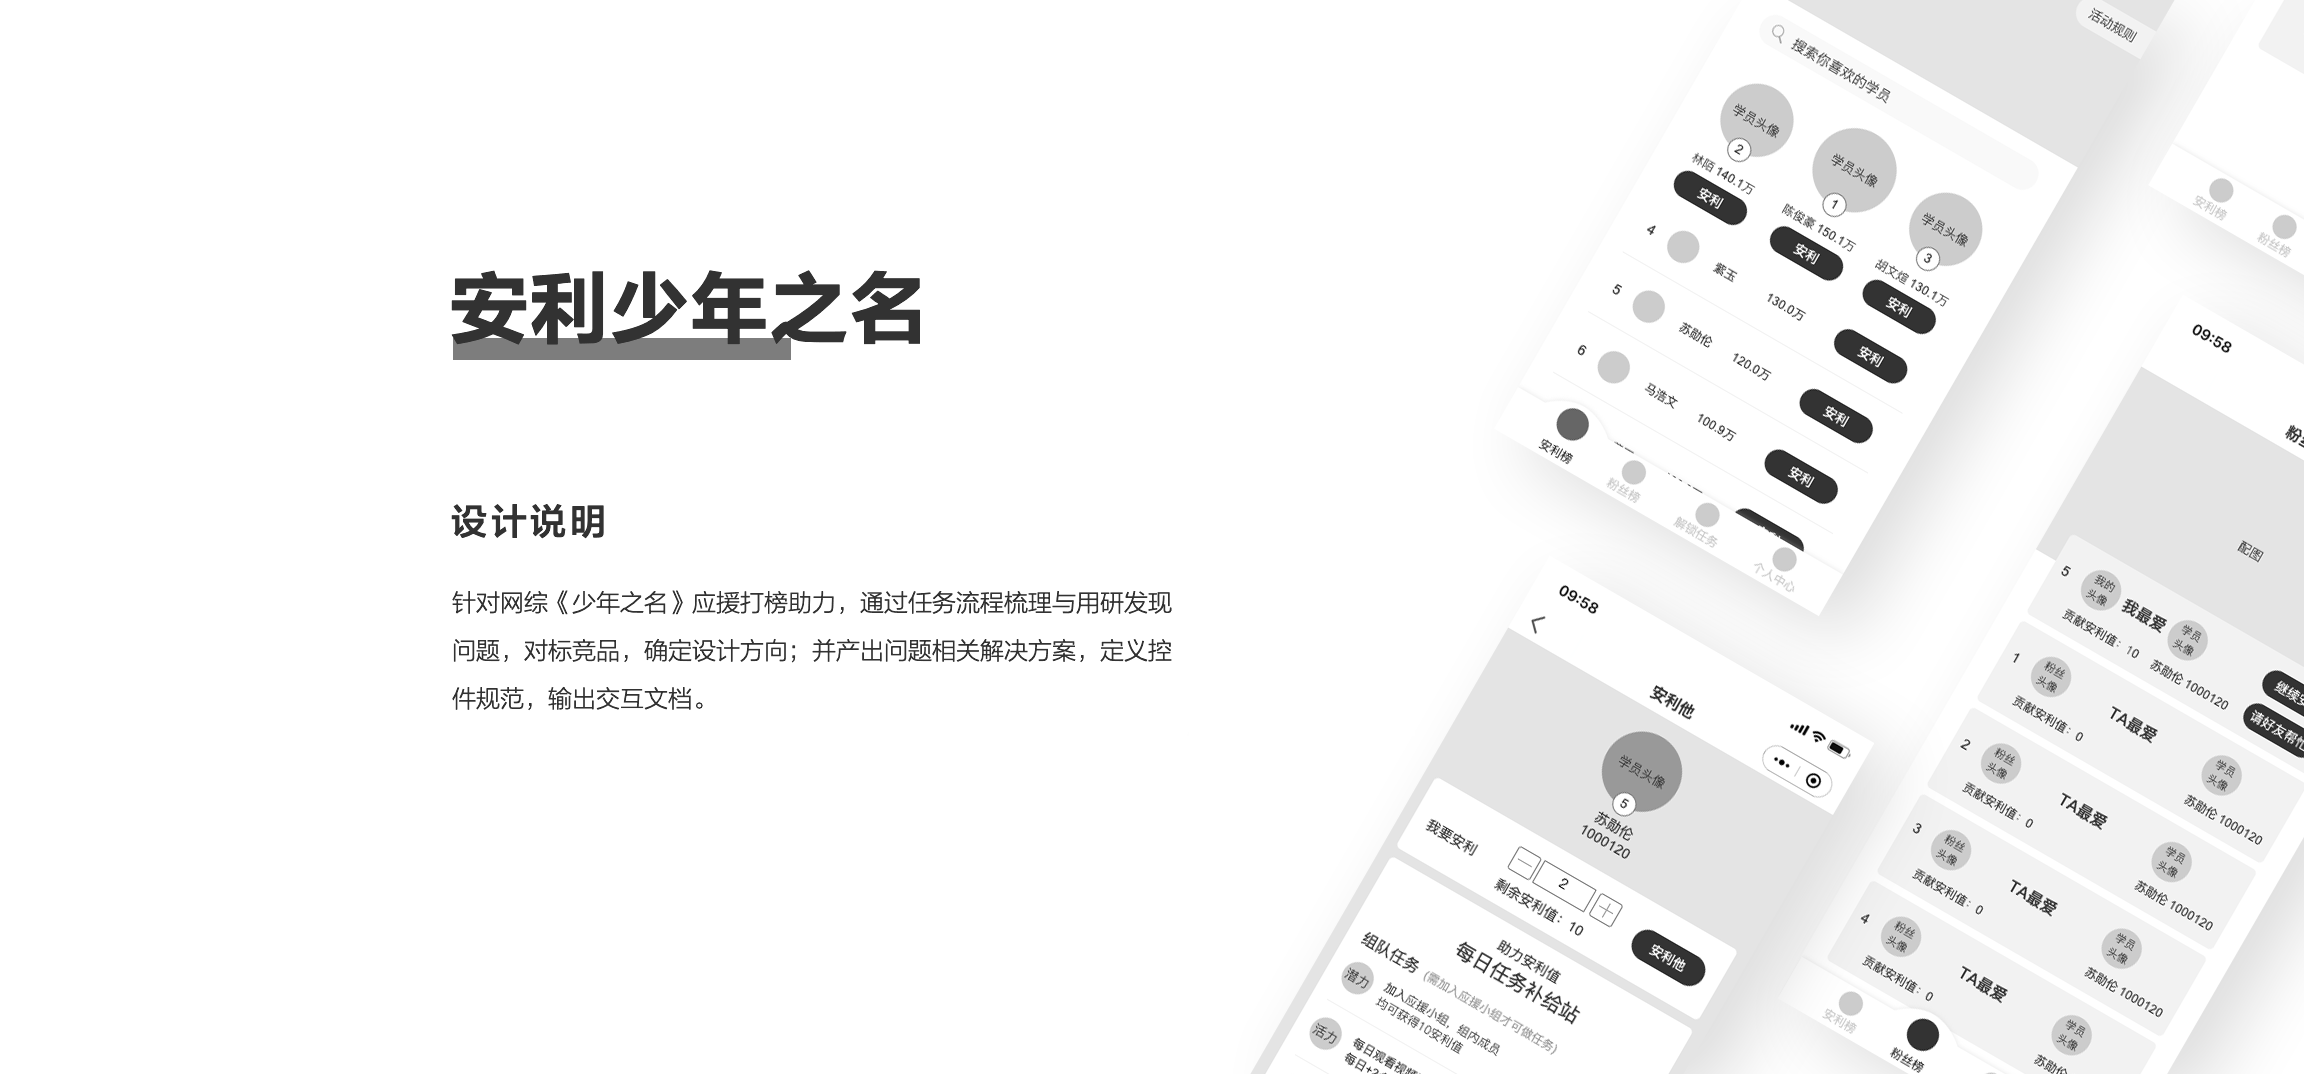 安利少年之名
设计说明
针对网综《少年之名》应援打榜助力，通过任务流程梳理与用研发现
问题，对标竞品，确定设计方向；并产出问题相关解决方案，定义控
件规范，输出交互文档。
活动规则
搜索你喜欢的学员
学员头像
2
林陌 140.1万
安利
学员头像
1
陈俊豪 150.1万
安利
学员头像
3
胡文煊 130.1万
安利
4
紫玉
130.0万
安利
5
苏勋伦
120.0万
安利
6
马浩文
100.9万
安利
安利榜
粉丝榜
解锁任务
个人中心
安利榜
粉丝榜
09:58
安利他
学员头像
5
苏勋伦
1000120
我要安利
2
剩余安利值：10
安利他
助力安利值
每日任务补给站
组队任务
(需加入应援小组才可做任务)
潜力
加入应援小组，组内成员
均可获得10安利值
活力
每日观看视频
09:58
配图
5
我的
头像
我最爱
学员
头像
贡献安利值：10
苏勋伦 1000120
继续安
请好友帮忙
1
粉丝
头像
TA最爱
学员
头像
贡献安利值：0
苏勋伦 1000120
2
粉丝
头像
TA最爱
学员
头像
贡献安利值：0
苏勋伦 1000120
3
粉丝
头像
TA最爱
学员
头像
贡献安利值：0
苏勋伦 1000120
4
粉丝
头像
TA最爱
学员
头像
贡献安利值：0
苏勋伦
安利榜
粉丝榜